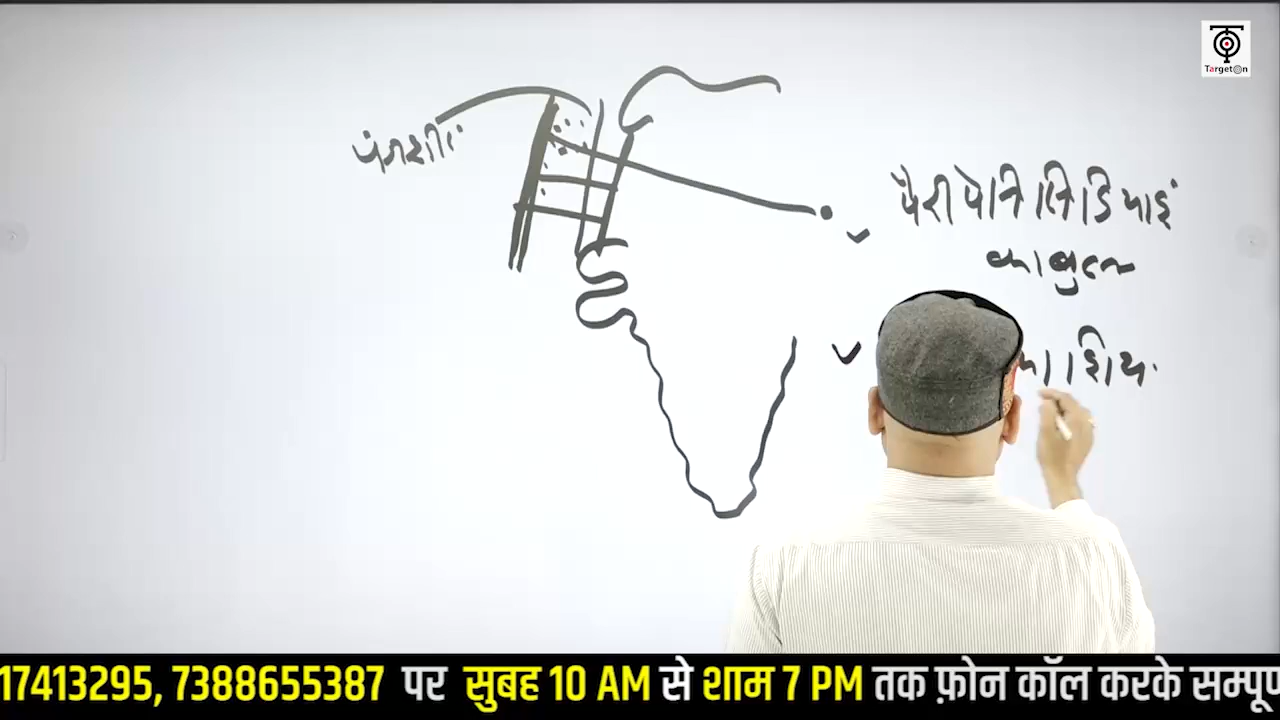 Target@n
पंजशीर
पैरीपेनिसिडियाई
काबुल
17413295, 7388655387 पर सुबह 10 AM से शाम 7 PM तक फ़ोन कॉल करके सम्पूर